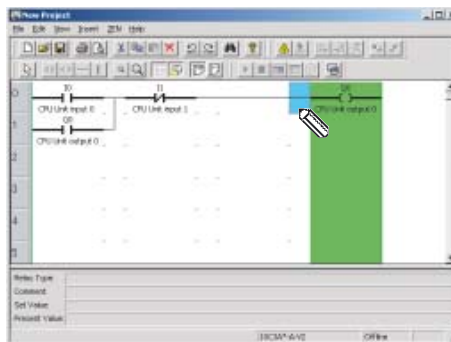 New Project
File Edit View Insert ZEN Help
0
I0
I1
Q0
CPU Unit input 0
CPU Unit input 1
CPU Unit output 0
1
Q0
CPU Unit output 0
2
3
4
5
Relay Type
Comment
Set Value
Present Value
Offline